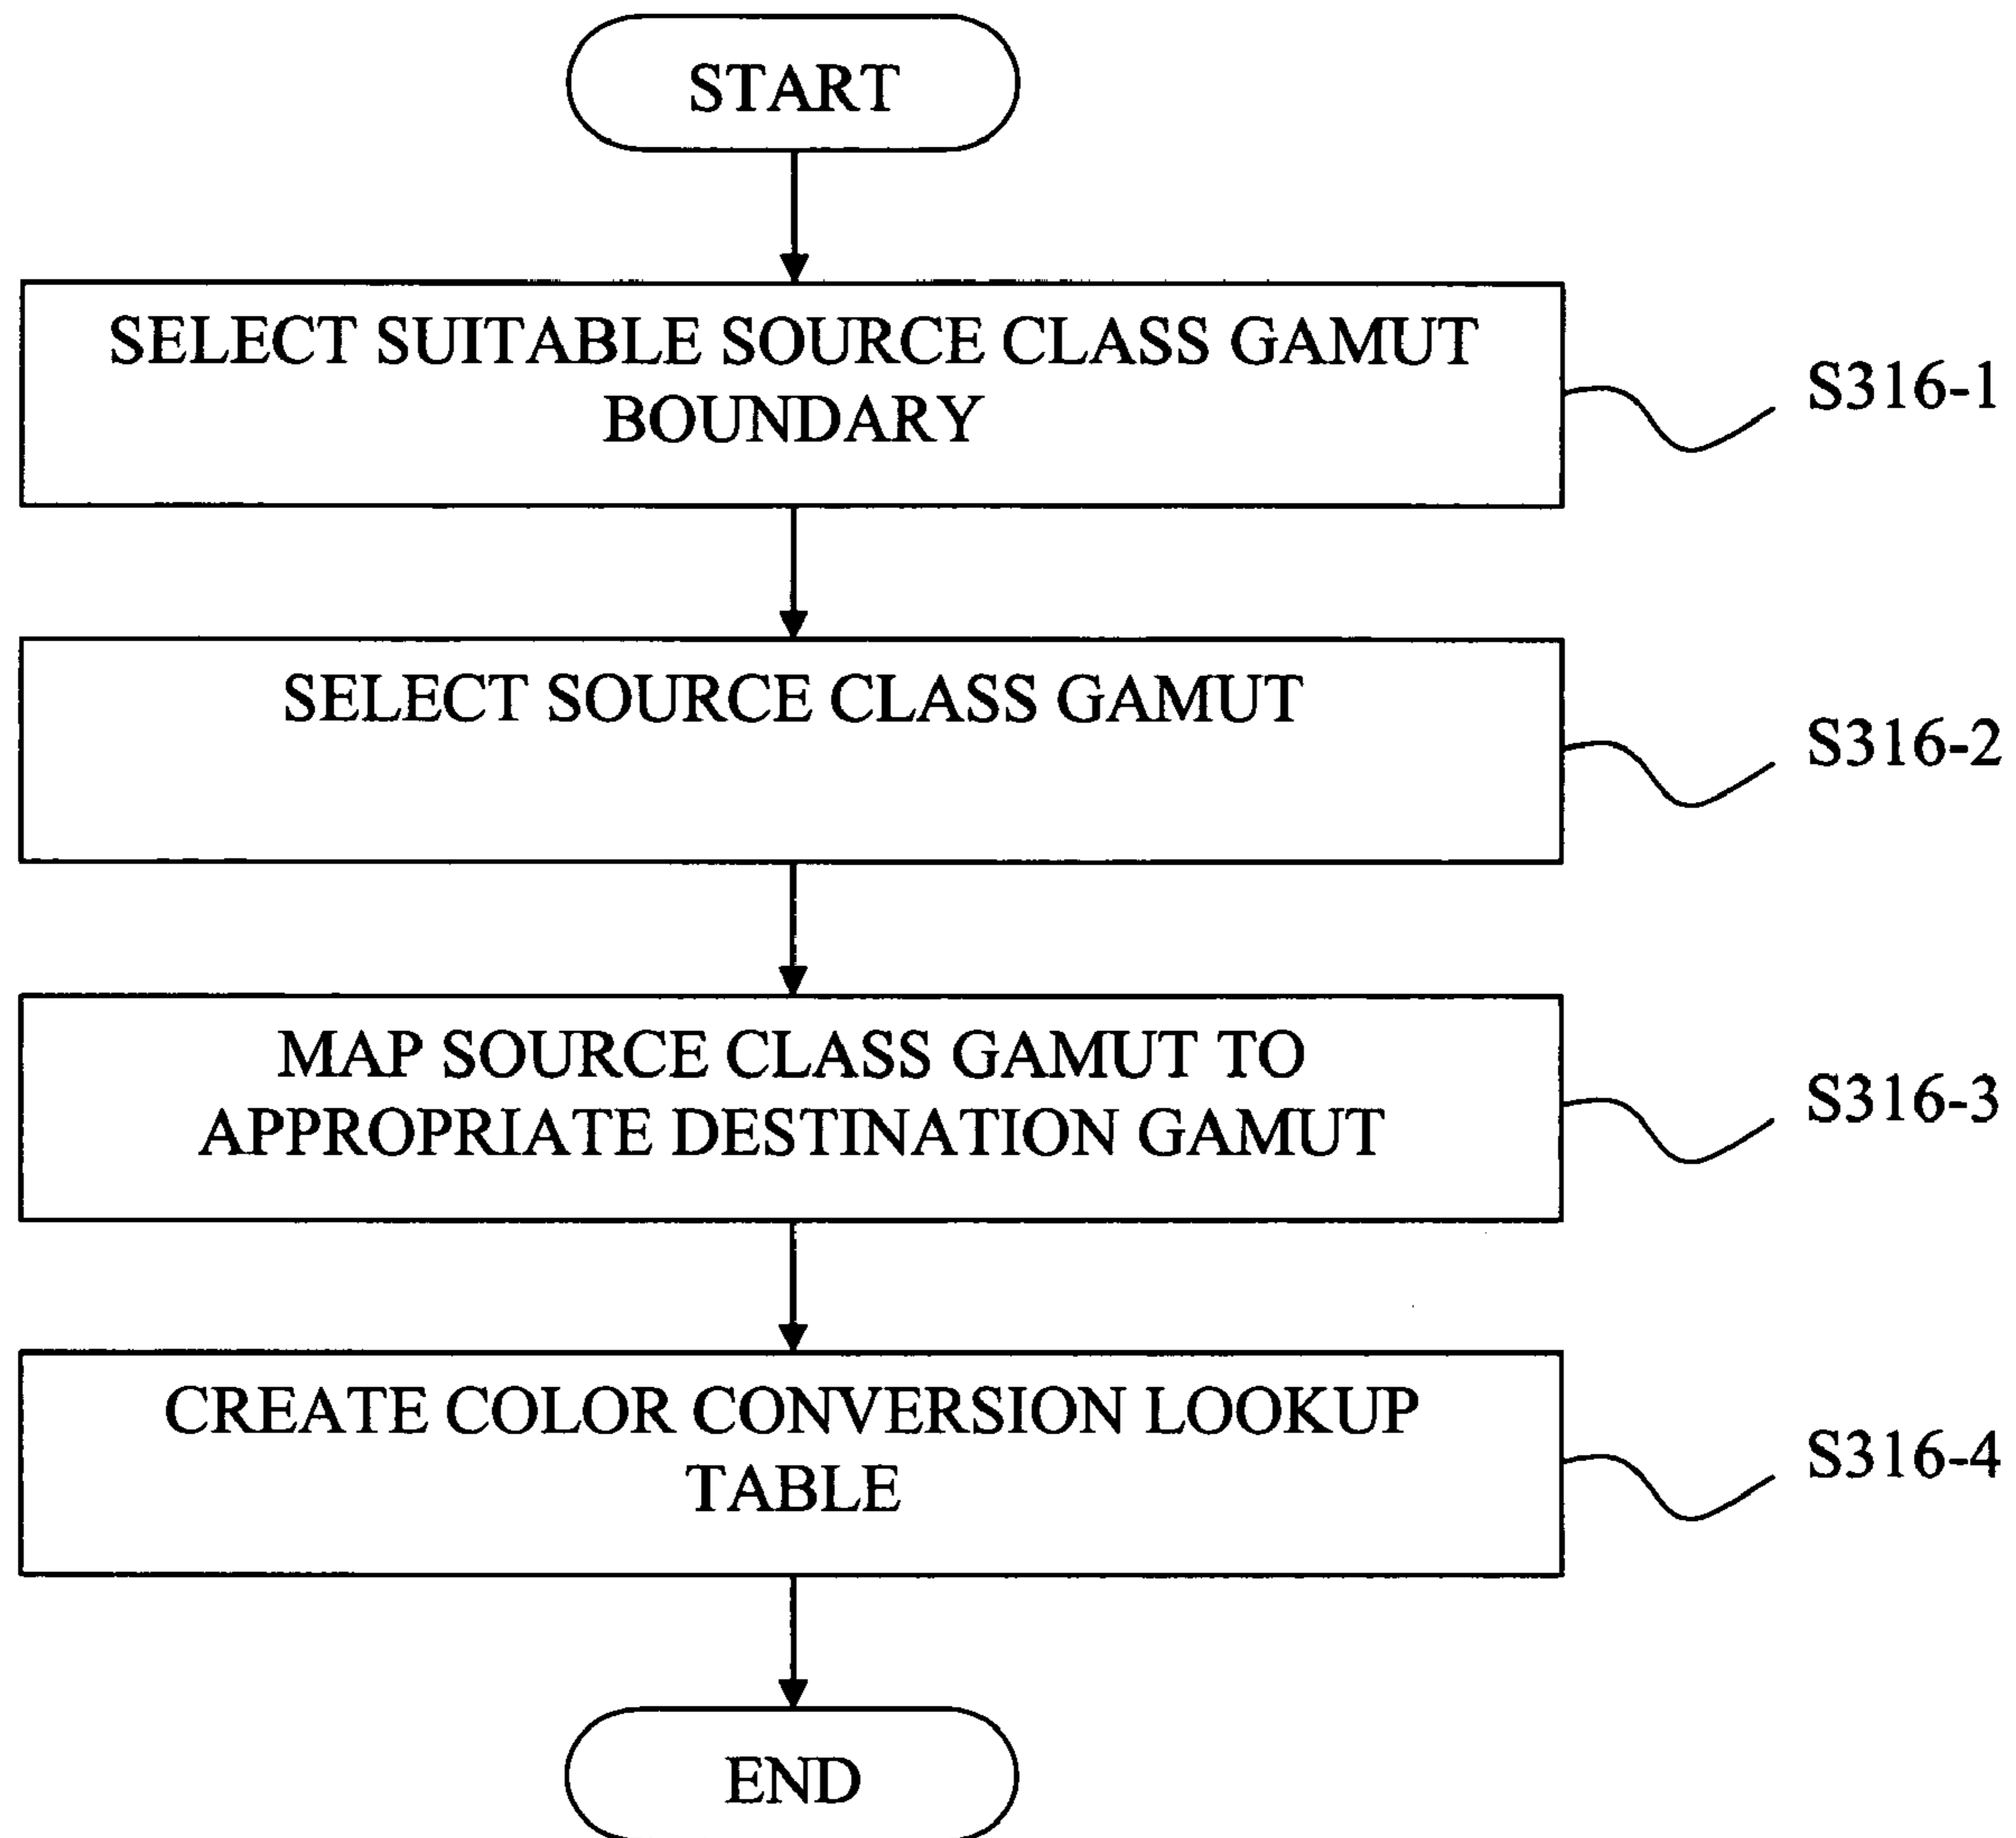 START
SELECT SUITABLE SOURCE CLASS GAMUT
BOUNDARY
S316-1
SELECT SOURCE CLASS GAMUT
S316-2
MAP SOURCE CLASS GAMUT TO
APPROPRIATE DESTINATION GAMUT
S316-3
CREATE COLOR CONVERSION LOOKUP
TABLE
S316-4
END